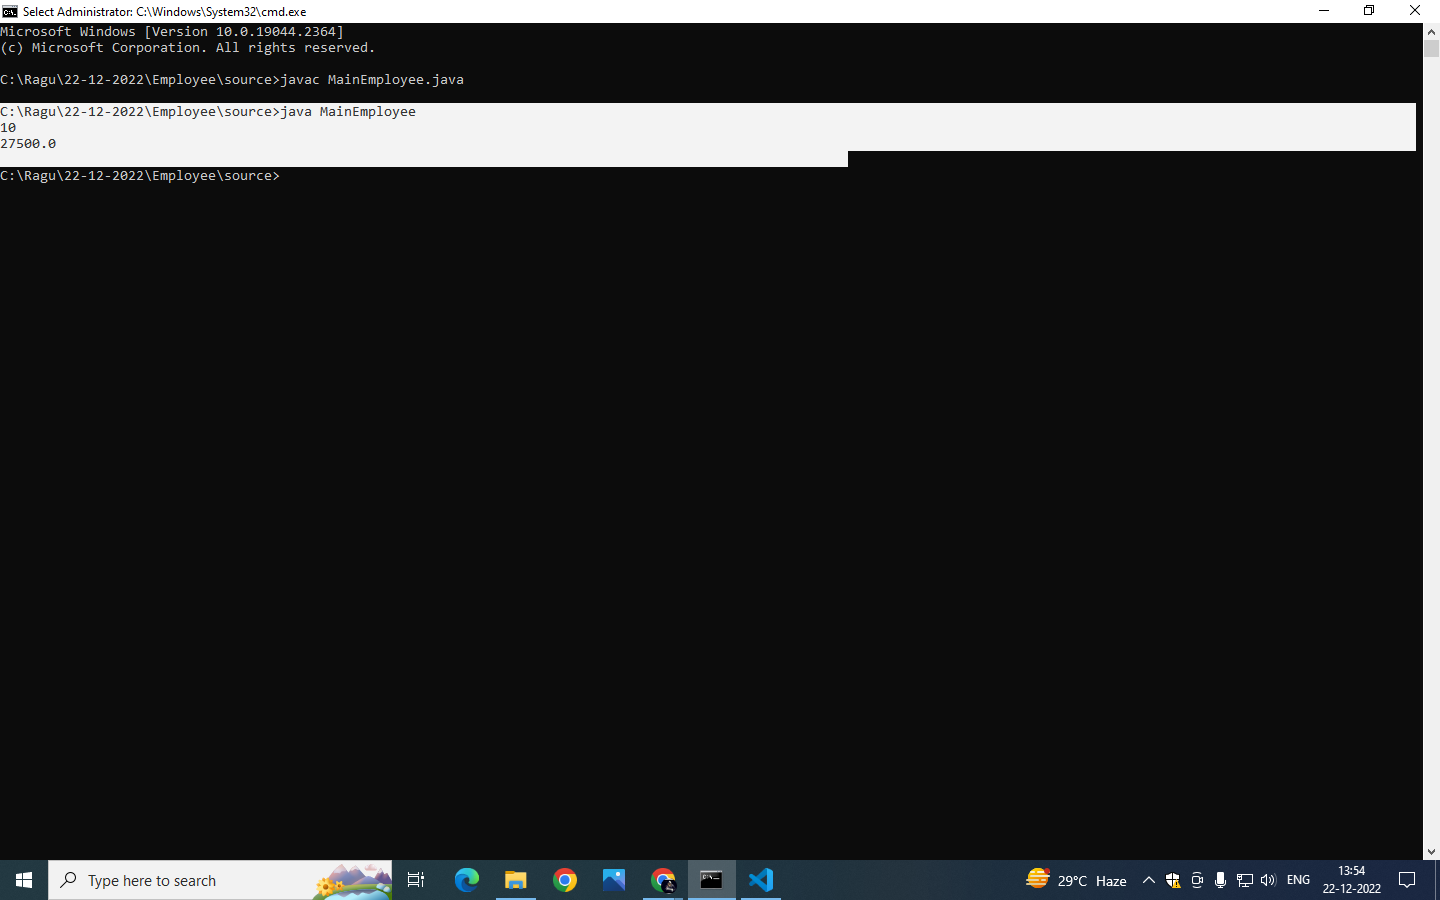 Select Administrator: C:\Windows\System32\cmd.exe
Microsoft Windows [Version 10.0.19044.2364]
(c) Microsoft Corporation. All rights reserved.
C:\Ragu\22-12-2022\Employee\source>javac MainEmployee.java
C:\Ragu\22-12-2022\Employee\source>java MainEmployee
10
27500.0
C:\Ragu\22-12-2022\Employee\source>
Type here to search
29°C Haze
ENG
13:54
22-12-2022